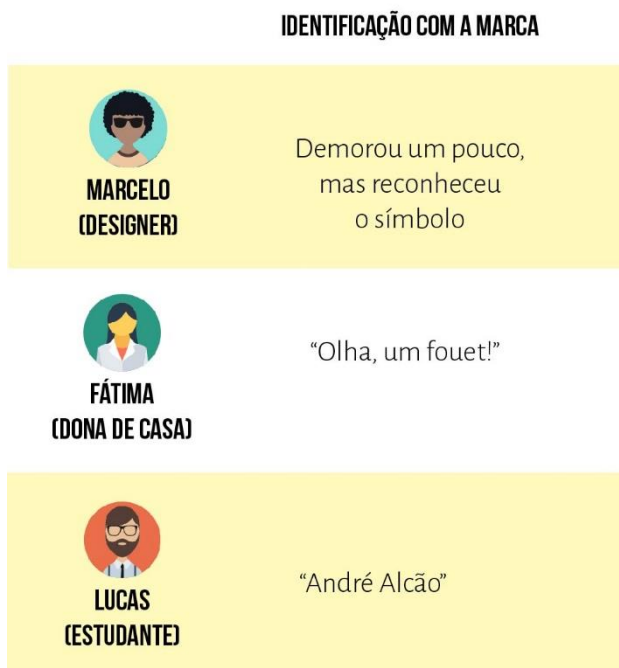 IDENTIFICAÇÃO COM A MARCA
MARCELO
(DESIGNER)
Demorou um pouco,
mas reconheceu
o símbolo
FÁTIMA
(DONA DE CASA)
“Olha, um fouet!”
LUCAS
(ESTUDANTE)
“André Alcão”